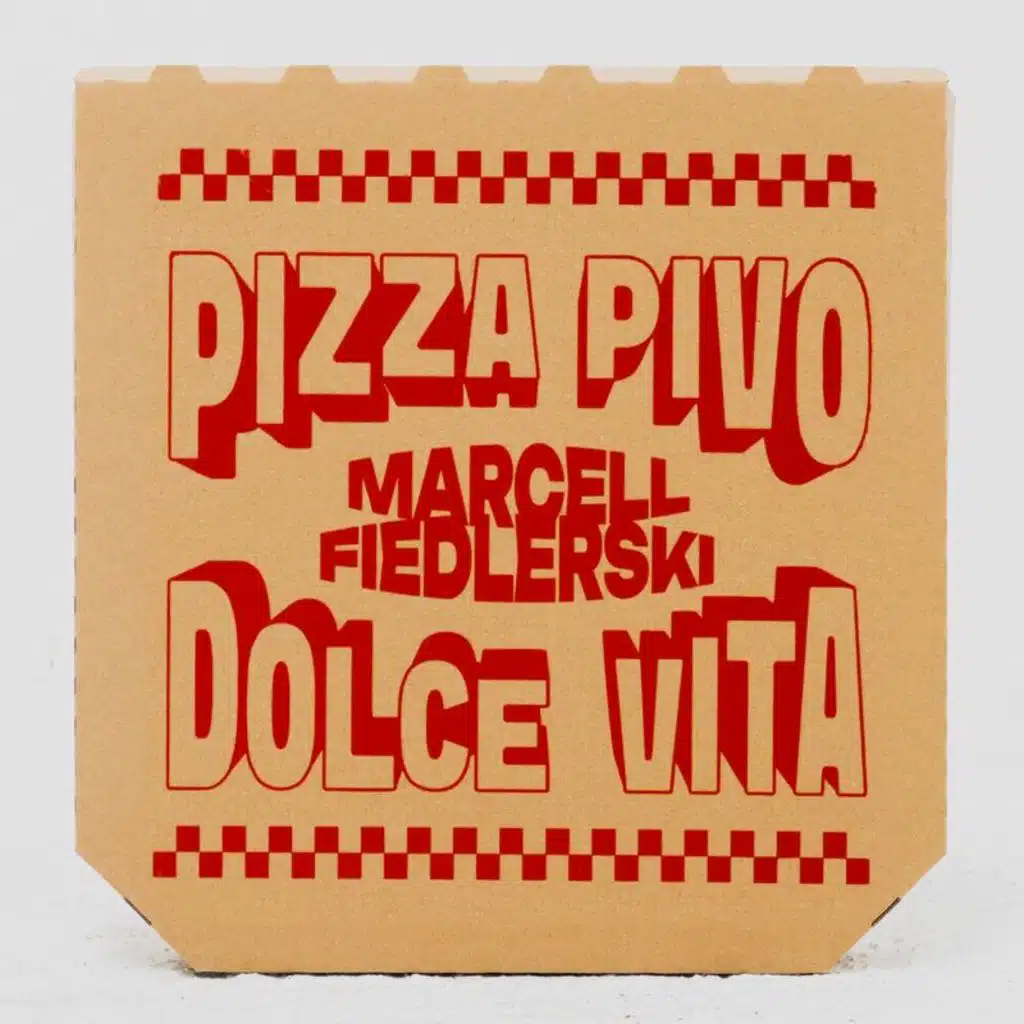 PIZZA PIVO
MARCELL
FIEDLERSKI
DOLCE VITA